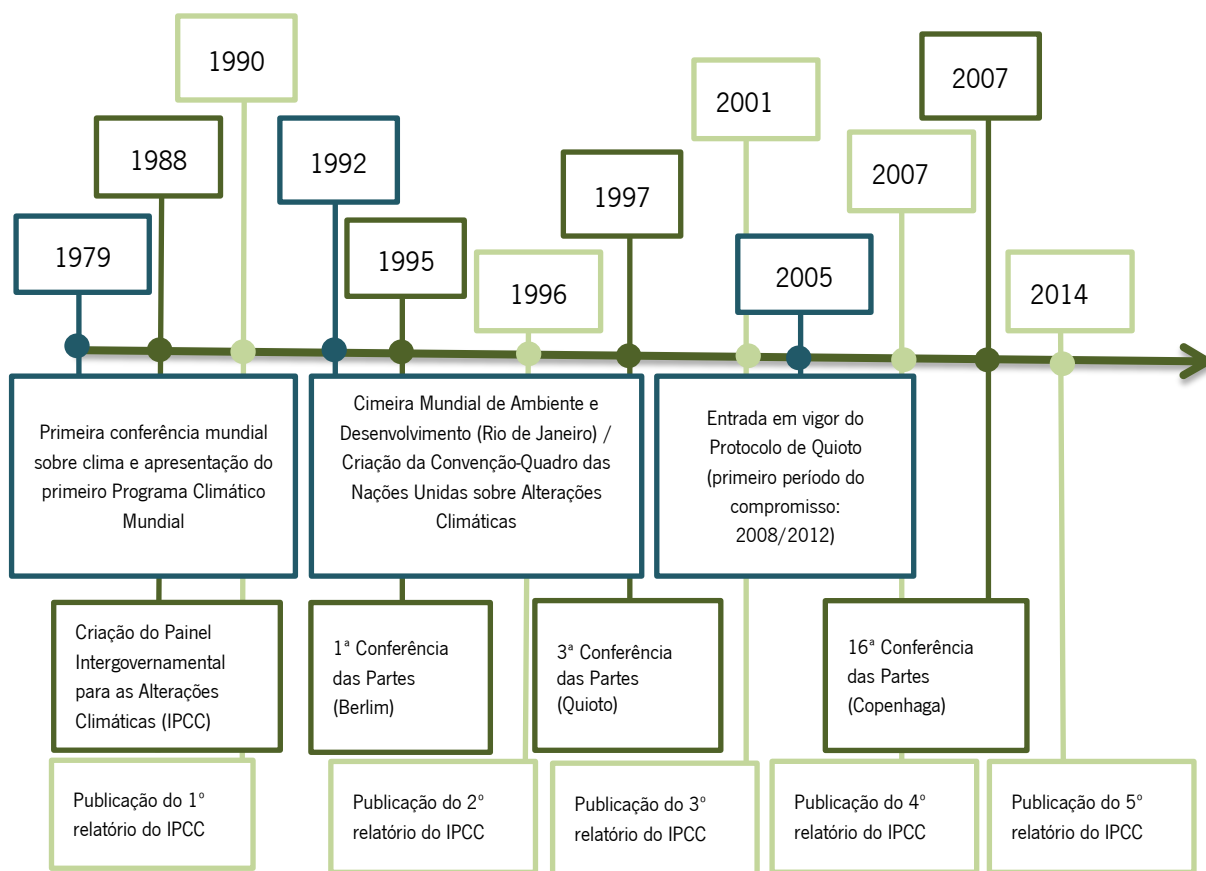 1990
2007
2001
1988
1992
2007
1997
1979
1995
2005
1996
2014
Primeira conferência mundial
sobre clima e apresentação do
primeiro Programa Climático
Mundial
Cimeira Mundial de Ambiente e
Desenvolvimento (Rio de Janeiro) /
Criação da Convenção-Quadro das
Nações Unidas sobre Alterações
Climáticas
Entrada em vigor do
Protocolo de Quioto
(primeiro período do
compromisso:
2008/2012)
Criação do Painel
Intergovernamental
para as Alterações
Climáticas (IPCC)
1ª Conferência
das Partes
(Berlim)
3ª Conferência
das Partes
(Quioto)
16ª Conferência
das Partes
(Copenhaga)
Publicação do 1º
relatório do IPCC
Publicação do 2º
relatório do IPCC
Publicação do 3º
relatório do IPCC
Publicação do 4º
relatório do IPCC
Publicação do 5º
relatório do IPCC